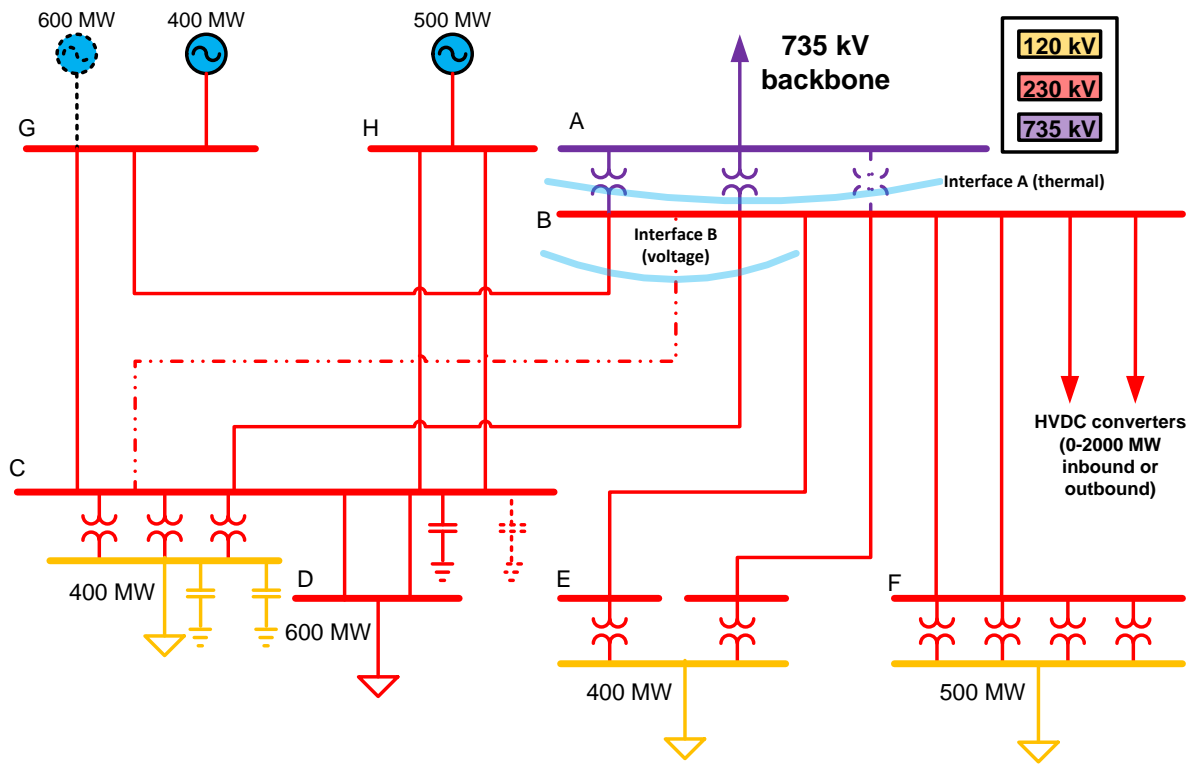 600 MW
400 MW
500 MW
735 kV
backbone
120 kV
230 kV
735 kV
G
H
A
Interface A (thermal)
B
Interface B
(voltage)
HVDC converters
(0-2000 MW
inbound or
outbound)
C
400 MW
D
600 MW
E
400 MW
F
500 MW